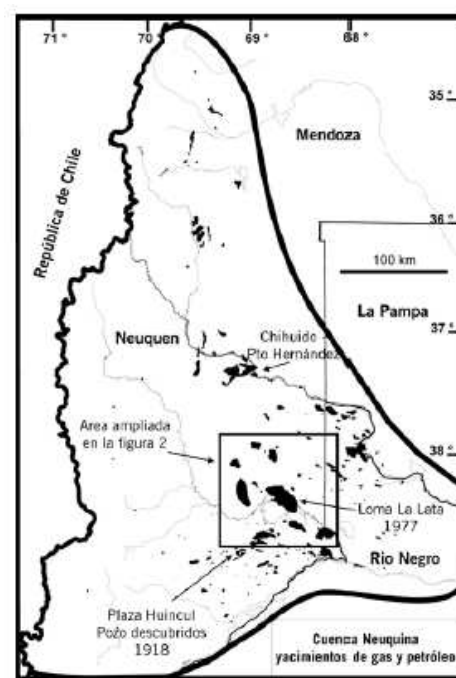 71° 70° 69° 68°
35°
Mendoza
República de Chile
36°
100 km
La Pampa
37°
Neuquen
Chihuido
Pto Hernández
Area ampliada
en la figura 2
38°
Loma La Lata
1977
Rio Negro
Plaza Huincul
Pozo descubridos
1918
Cuenca Neuquina
yacimientos de gas y petróleo